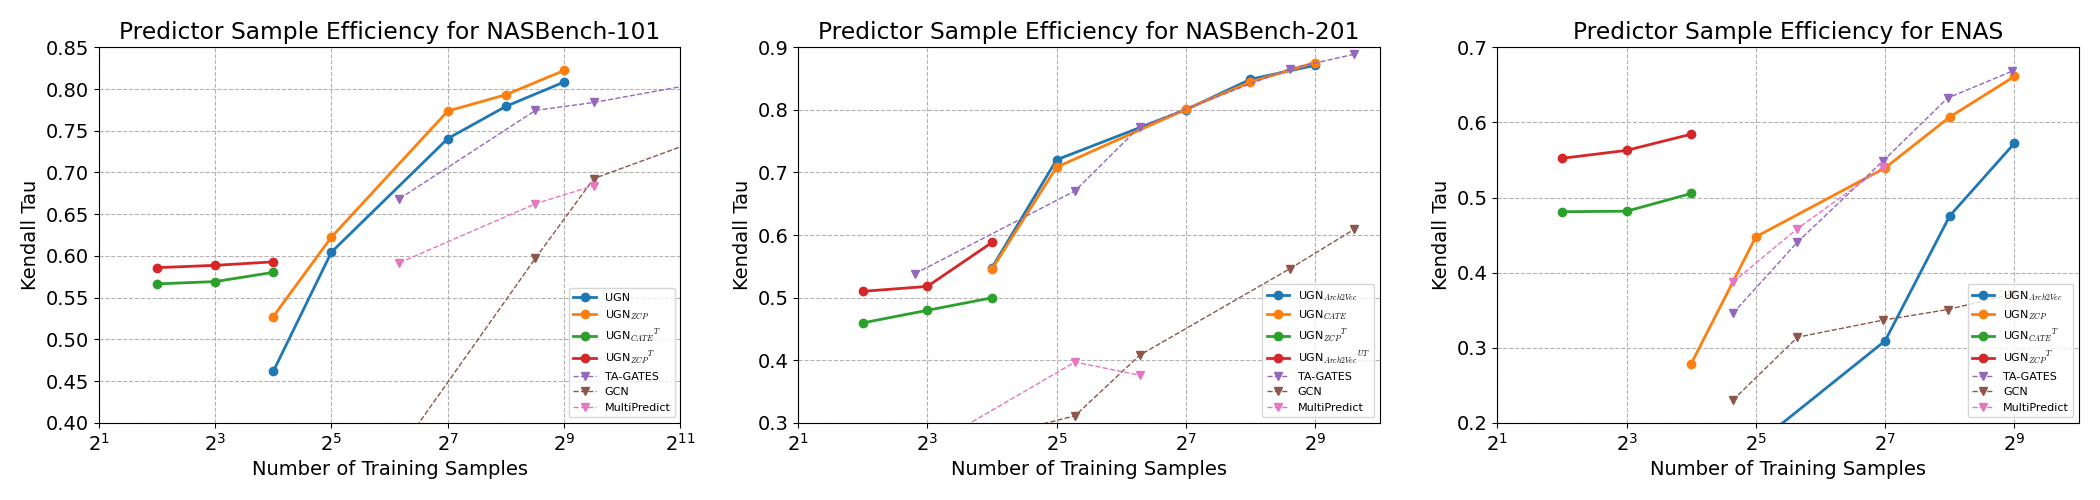 Predictor Sample Efficiency for NASBench-101
Kendall Tau
0.85
0.80
0.75
0.70
0.65
0.60
0.55
0.50
0.45
0.40
2^1 2^3 2^5 2^7 2^9 2^11
Number of Training Samples
UGN
UGN_ZCP
UGN_CATE^T
UGN_ZCP^T
TA-GATES
GCN
MultiPredict
Predictor Sample Efficiency for NASBench-201
Kendall Tau
0.9
0.8
0.7
0.6
0.5
0.4
0.3
2^1 2^3 2^5 2^7 2^9
Number of Training Samples
UGN_Arch2Vec
UGN_CATE
UGN_ZCP^T
UGN_Arch2Vec^UT
TA-GATES
GCN
MultiPredict
Predictor Sample Efficiency for ENAS
Kendall Tau
0.7
0.6
0.5
0.4
0.3
0.2
2^1 2^3 2^5 2^7 2^9
Number of Training Samples
UGN_Arch2Vec
UGN_ZCP
UGN_CATE^T
UGN_ZCP^T
TA-GATES
GCN
MultiPredict